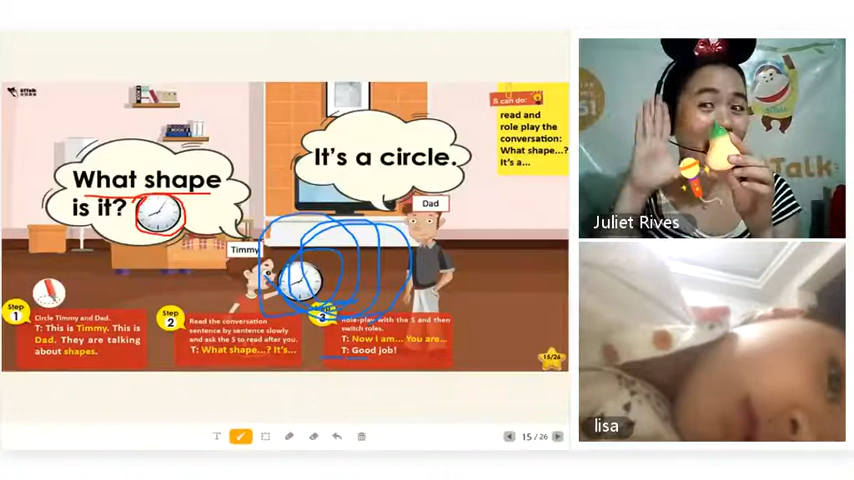 What shape
is it?
It's a circle.
S can do:
read and
role play the
conversation:
What shape...?
It's a...
Dad
Timmy
Step
1
Circle Timmy and Dad.
T: This is Timmy. This is
Dad. They are talking
about shapes.
Step
2
Read the conversation
sentence by sentence slowly
and ask the S to read after you.
T: What shape...? It's...
3
Role-play with the S and then
switch roles.
T: Now I am... You are...
T: Good job!
15/26
T
15 / 26
51
Talk
Juliet Rives
lisa